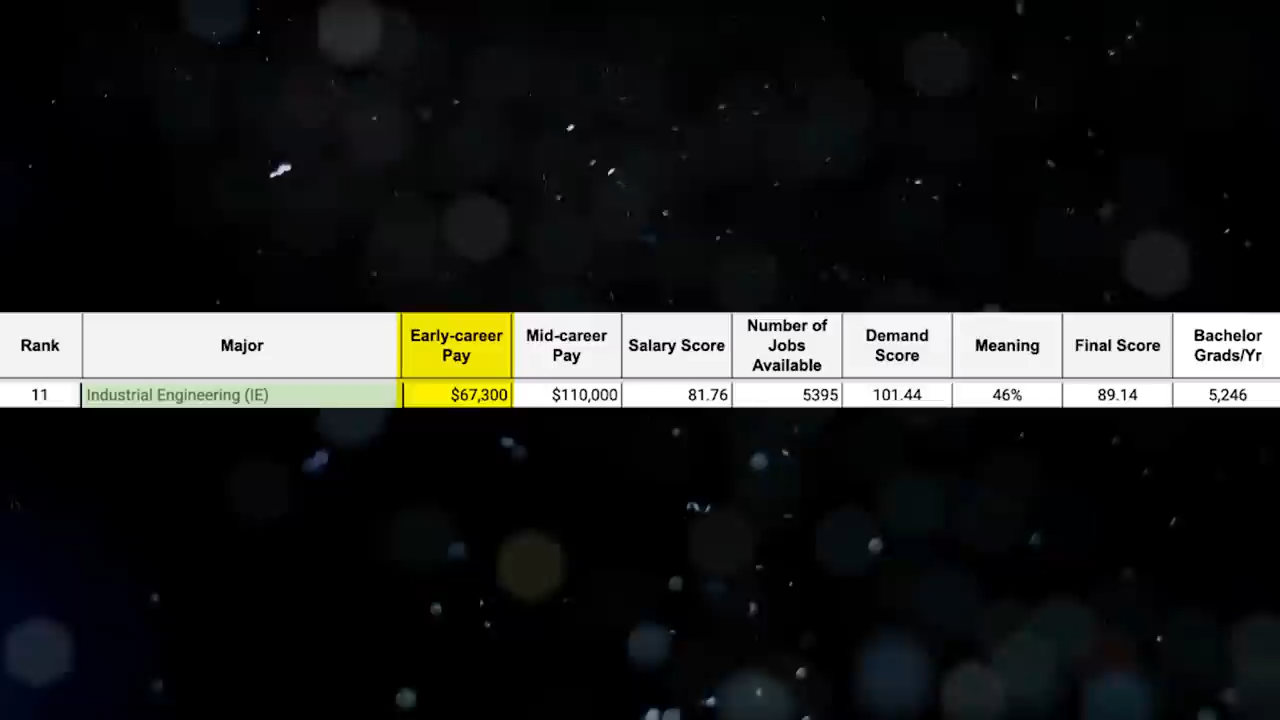 Rank Major Early-career Pay Mid-career Pay Salary Score Number of Jobs Available Demand Score Meaning Final Score Bachelor Grads/Yr
11 Industrial Engineering (IE) $67,300 $110,000 81.76 5395 101.44 46% 89.14 5,246